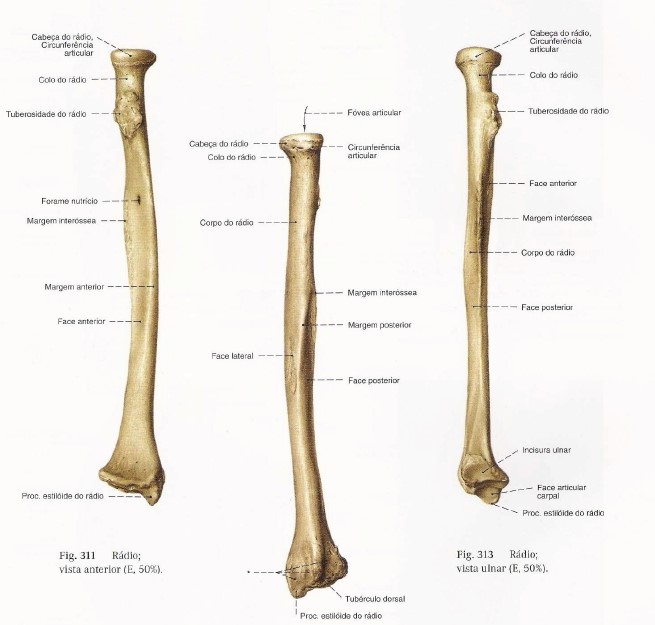 Cabeça do rádio,
Circunferência
articular
Colo do rádio
Tuberosidade do rádio
Forame nutrício
Margem interóssea
Margem anterior
Face anterior
Proc. estilóide do rádio
Fig. 311 Rádio;
vista anterior (E, 50%).
Fóvea articular
Cabeça do rádio
Colo do rádio
Circunferência
articular
Corpo do rádio
Margem interóssea
Margem posterior
Face lateral
Face posterior
Tubérculo dorsal
Proc. estilóide do rádio
Cabeça do rádio,
Circunferência
articular
Colo do rádio
Tuberosidade do rádio
Face anterior
Margem interóssea
Corpo do rádio
Face posterior
Incisura ulnar
Face articular
carpal
Proc. estilóide do rádio
Fig. 313 Rádio;
vista ulnar (E, 50%).